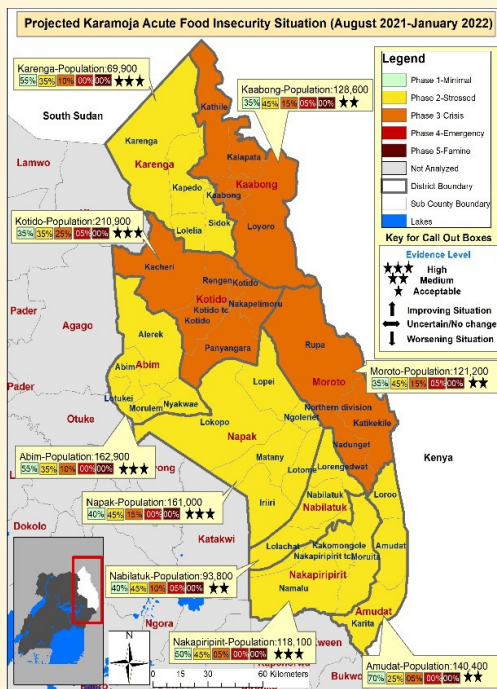 Projected Karamoja Acute Food Insecurity Situation (August 2021-January 2022)
Karenga-Population:69,900
55% 35% 10% 00% 00%
Kaabong-Population:128,600
35% 45% 15% 05% 00%
Legend
Phase 1-Minimal
Phase 2-Stressod
Phase 3 Crisis
Phase 4-Emergency
Phase 5-Famine
Not Analyzed
District Boundary
Sub County Boundary
Lakes
Key for Call Out Boxes
Evidence Level
High
Medium
Acceptable
Improving Situation
Uncertain/No change
Worsening Situation
South Sudan
Lamwo
Kathile
Karenga
Karenga
Kalapata
Kaabong
Kapedo
Kaabong
Sidok
Lolelia
Loyoro
Kotido-Population:210,900
35% 35% 25% 05% 00%
Kacheri
Rengen
Kotido
Kotido
Kotido tc
Nakapelimoru
Kotido
Panyangara
Pader
Agago
Alerek
Abim
Abim
Lotukei
Morulem
Nyakwae
Pader
Otuke
Rupa
Moroto
Moroto-Population:121,200
35% 45% 15% 05% 00%
Lopei
Ngoleriet
Northern division
Katikekile
Nadunget
Lokopo
Napak
Matany
Lotome
Lorengedwat
Iriiri
Kenya
Abim-Population:162,900
55% 35% 10% 00% 00%
Napak-Population:161,000
40% 45% 15% 00% 00%
Dokolo
Katakwi
Nabilatuk
Nabilatuk
Loroo
Lolachat
Kakomongole
Amudat
Nakapiripirit tc
Moruita
Nakapiripirit
Namalu
Nabilatuk-Population:93,800
40% 45% 10% 05% 00%
Amudat
Karita
Ngora
Nakapiripirit-Population:118,100
50% 45% 05% 00% 00%
ween
Bukwo
Amudat-Population:140,400
70% 25% 05% 00% 00%
N
0
15
30
60 Kilometers